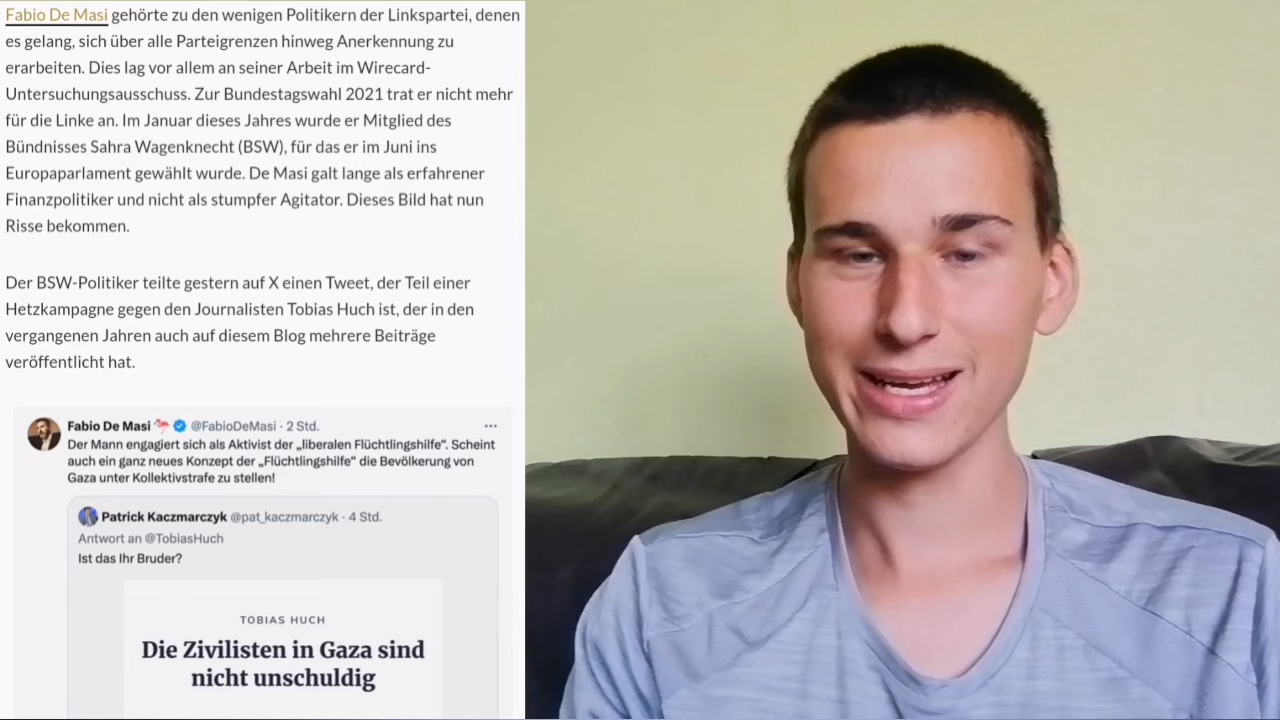 Fabio De Masi gehörte zu den wenigen Politikern der Linkspartei, denen
es gelang, sich über alle Parteigrenzen hinweg Anerkennung zu
erarbeiten. Dies lag vor allem an seiner Arbeit im Wirecard-
Untersuchungsausschuss. Zur Bundestagswahl 2021 trat er nicht mehr
für die Linke an. Im Januar dieses Jahres wurde er Mitglied des
Bündnisses Sahra Wagenknecht (BSW), für das er im Juni ins
Europaparlament gewählt wurde. De Masi galt lange als erfahrener
Finanzpolitiker und nicht als stumpfer Agitator. Dieses Bild hat nun
Risse bekommen.
Der BSW-Politiker teilte gestern auf X einen Tweet, der Teil einer
Hetzkampagne gegen den Journalisten Tobias Huch ist, der in den
vergangenen Jahren auch auf diesem Blog mehrere Beiträge
veröffentlicht hat.
Fabio De Masi 🦩 @FabioDeMasi · 2 Std.
Der Mann engagiert sich als Aktivist der „liberalen Flüchtlingshilfe“. Scheint
auch ein ganz neues Konzept der „Flüchtlingshilfe“ die Bevölkerung von
Gaza unter Kollektivstrafe zu stellen!
Patrick Kaczmarczyk @pat_kaczmarczyk · 4 Std.
Antwort an @TobiasHuch
Ist das Ihr Bruder?
TOBIAS HUCH
Die Zivilisten in Gaza sind
nicht unschuldig